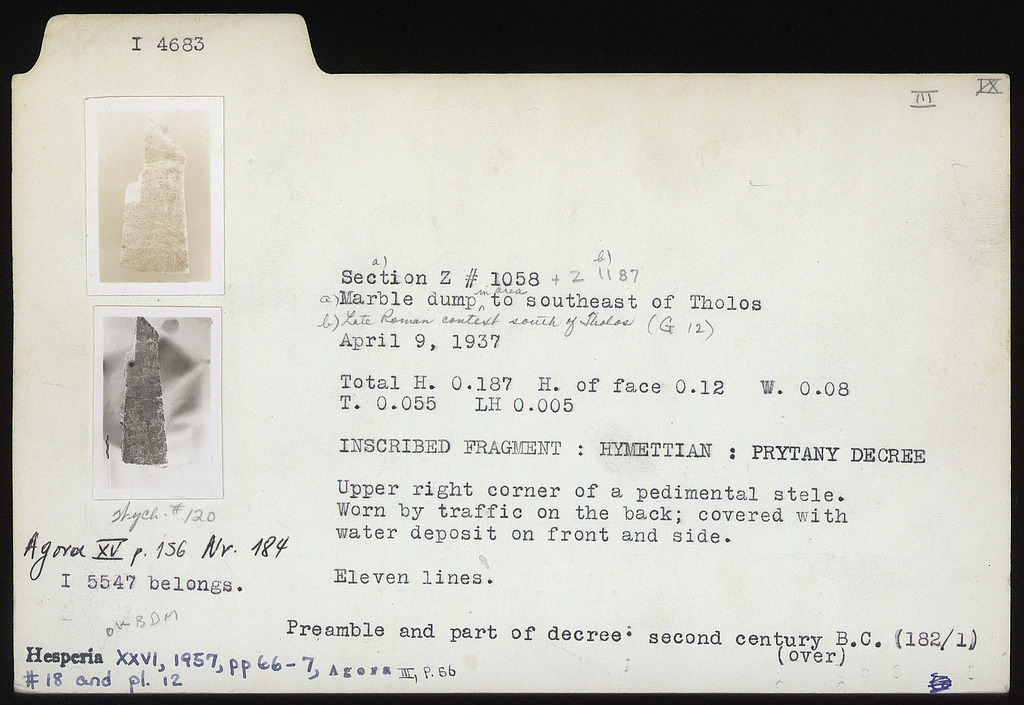 I 4683
III IX
a) b)
Section Z # 1058 + Z 1187
a) Marble dump in area to southeast of Tholos
b) Late Roman context south of Tholos (G 12)
April 9, 1937
Total H. 0.187 H. of face 0.12 W. 0.08
T. 0.055 LH 0.005
INSCRIBED FRAGMENT : HYMETTIAN : PRYTANY DECREE
Upper right corner of a pedimental stele.
Worn by traffic on the back; covered with
water deposit on front and side.
Eleven lines.
Preamble and part of decree: second century B.C. (182/1)
(over)
#120
Agora XV p. 156 Nr. 184
I 5547 belongs.
OK BDM
Hesperia XXVI, 1957, pp 66-7, Agora III, P. 56
#18 and pl. 12